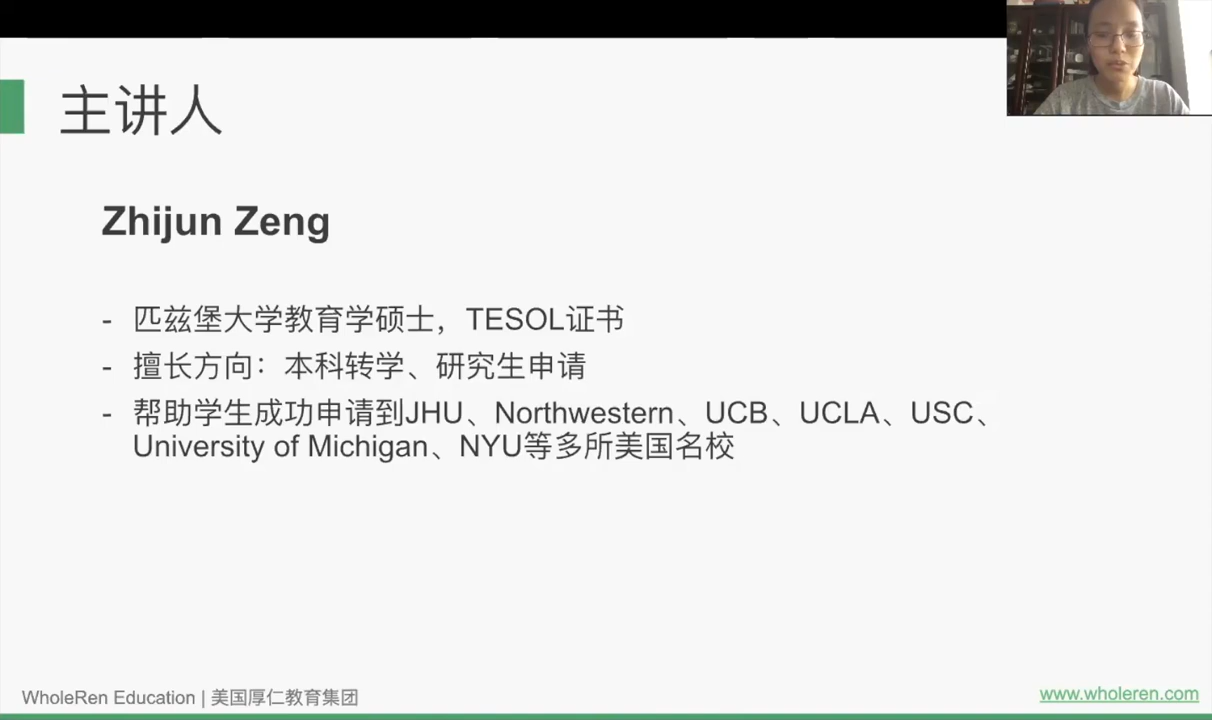 主讲人
Zhijun Zeng
- 匹兹堡大学教育学硕士，TESOL证书
- 擅长方向：本科转学、研究生申请
- 帮助学生成功申请到JHU、Northwestern、UCB、UCLA、USC、
University of Michigan、NYU等多所美国名校
WholeRen Education | 美国厚仁教育集团
www.wholeren.com